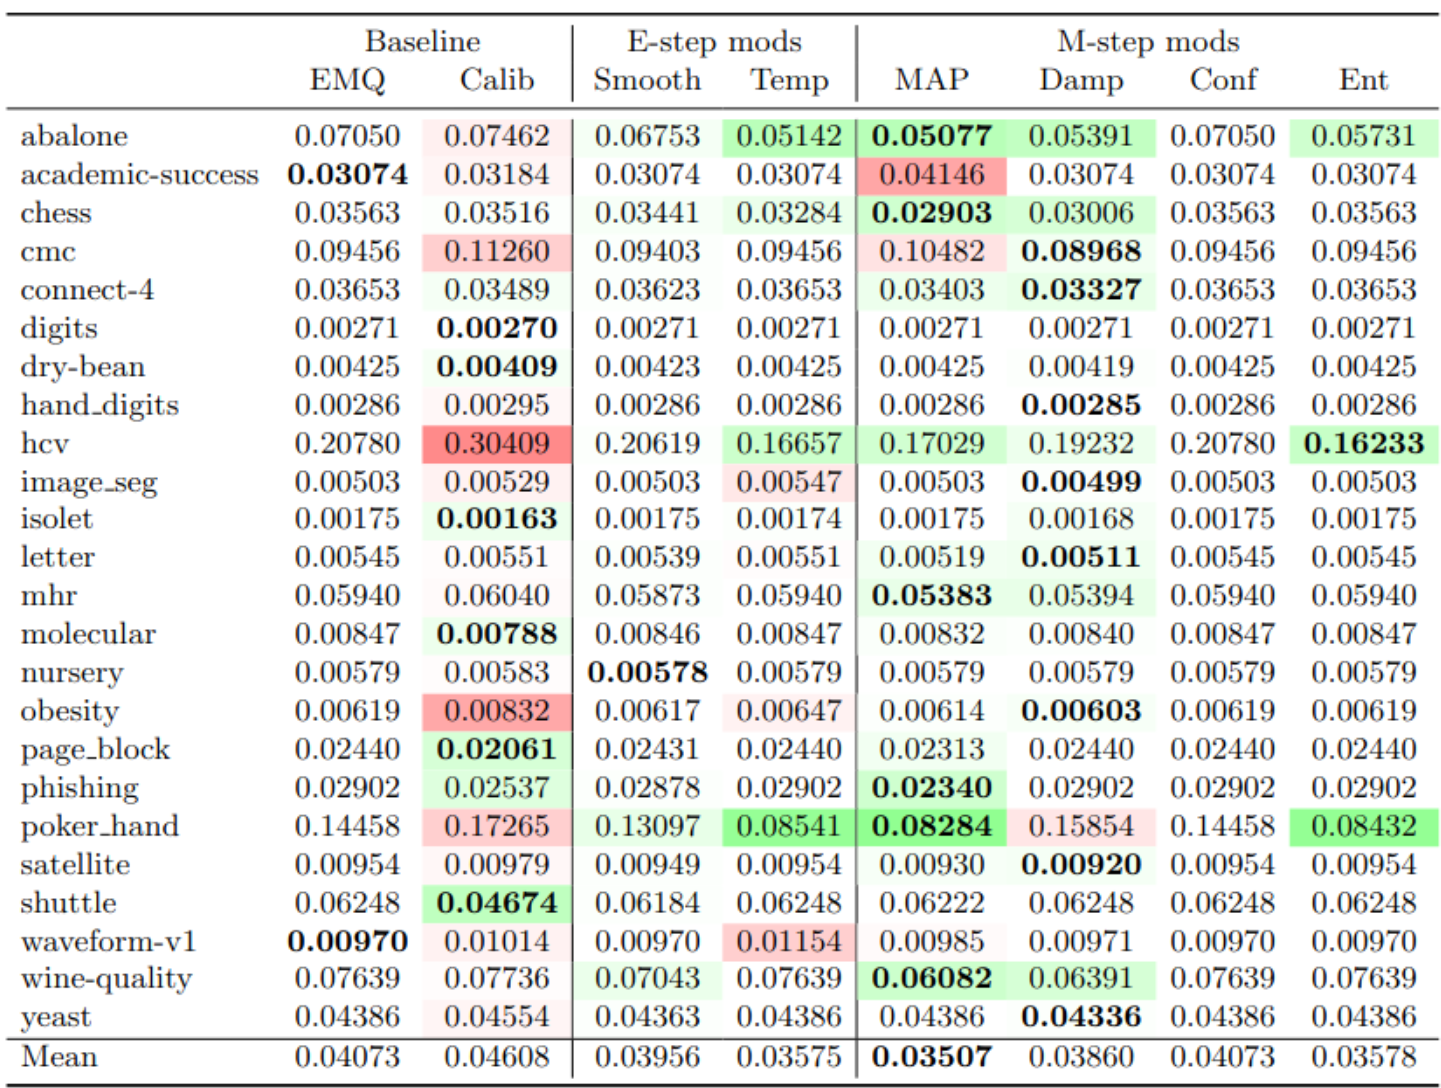 Baseline E-step mods M-step mods
EMQ Calib Smooth Temp MAP Damp Conf Ent
abalone 0.07050 0.07462 0.06753 0.05142 0.05077 0.05391 0.07050 0.05731
academic-success 0.03074 0.03184 0.03074 0.03074 0.04146 0.03074 0.03074 0.03074
chess 0.03563 0.03516 0.03441 0.03284 0.02903 0.03006 0.03563 0.03563
cmc 0.09456 0.11260 0.09403 0.09456 0.10482 0.08968 0.09456 0.09456
connect-4 0.03653 0.03489 0.03623 0.03653 0.03403 0.03327 0.03653 0.03653
digits 0.00271 0.00270 0.00271 0.00271 0.00271 0.00271 0.00271 0.00271
dry-bean 0.00425 0.00409 0.00423 0.00425 0.00425 0.00419 0.00425 0.00425
hand_digits 0.00286 0.00295 0.00286 0.00286 0.00286 0.00285 0.00286 0.00286
hcv 0.20780 0.30409 0.20619 0.16657 0.17029 0.19232 0.20780 0.16233
image_seg 0.00503 0.00529 0.00503 0.00547 0.00503 0.00499 0.00503 0.00503
isolet 0.00175 0.00163 0.00175 0.00174 0.00175 0.00168 0.00175 0.00175
letter 0.00545 0.00551 0.00539 0.00551 0.00519 0.00511 0.00545 0.00545
mhr 0.05940 0.06040 0.05873 0.05940 0.05383 0.05394 0.05940 0.05940
molecular 0.00847 0.00788 0.00846 0.00847 0.00832 0.00840 0.00847 0.00847
nursery 0.00579 0.00583 0.00578 0.00579 0.00579 0.00579 0.00579 0.00579
obesity 0.00619 0.00832 0.00617 0.00647 0.00614 0.00603 0.00619 0.00619
page_block 0.02440 0.02061 0.02431 0.02440 0.02313 0.02440 0.02440 0.02440
phishing 0.02902 0.02537 0.02878 0.02902 0.02340 0.02902 0.02902 0.02902
poker_hand 0.14458 0.17265 0.13097 0.08541 0.08284 0.15854 0.14458 0.08432
satellite 0.00954 0.00979 0.00949 0.00954 0.00930 0.00920 0.00954 0.00954
shuttle 0.06248 0.04674 0.06184 0.06248 0.06222 0.06248 0.06248 0.06248
waveform-v1 0.00970 0.01014 0.00970 0.01154 0.00985 0.00971 0.00970 0.00970
wine-quality 0.07639 0.07736 0.07043 0.07639 0.06082 0.06391 0.07639 0.07639
yeast 0.04386 0.04554 0.04363 0.04386 0.04386 0.04336 0.04386 0.04386
Mean 0.04073 0.04608 0.03956 0.03575 0.03507 0.03860 0.04073 0.03578